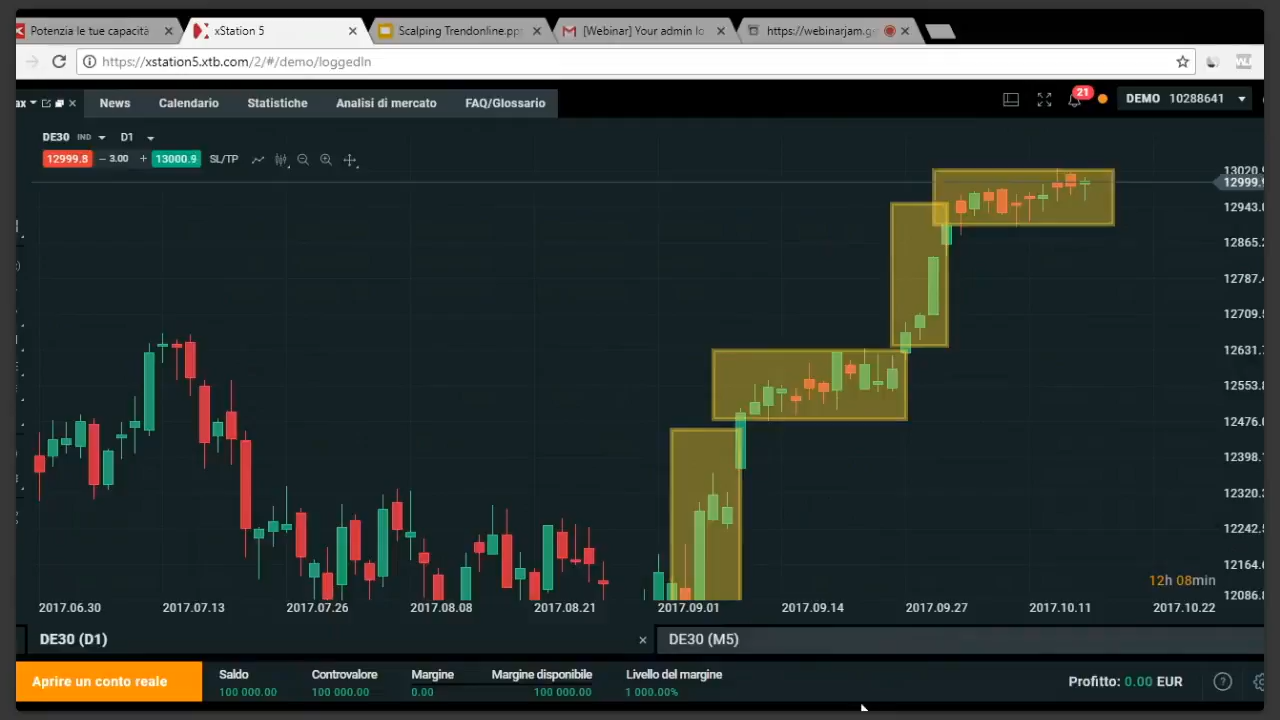 Potenzia le tue capacità
xStation 5
Scalping Trendonline.pp
[Webinar] Your admin lo
https://webinarjam.ge
https://xstation5.xtb.com/2/#/demo/loggedIn
ax News Calendario Statistiche Analisi di mercato FAQ/Glossario
21 DEMO 10288641
DE30 IND D1
12999.8 – 3.00 + 13000.9 SL/TP
13020.9
12999.9
12943.0
12865.2
12787.4
12709.5
12631.7
12553.8
12476.0
12398.1
12320.3
12242.5
12164.6
12086.8
12h 08min
2017.06.30 2017.07.13 2017.07.26 2017.08.08 2017.08.21 2017.09.01 2017.09.14 2017.09.27 2017.10.11 2017.10.22
DE30 (D1) × DE30 (M5)
Aprire un conto reale
Saldo Controvalore Margine Margine disponibile Livello del margine
100 000.00 100 000.00 0.00 100 000.00 1 000.00%
Profitto: 0.00 EUR